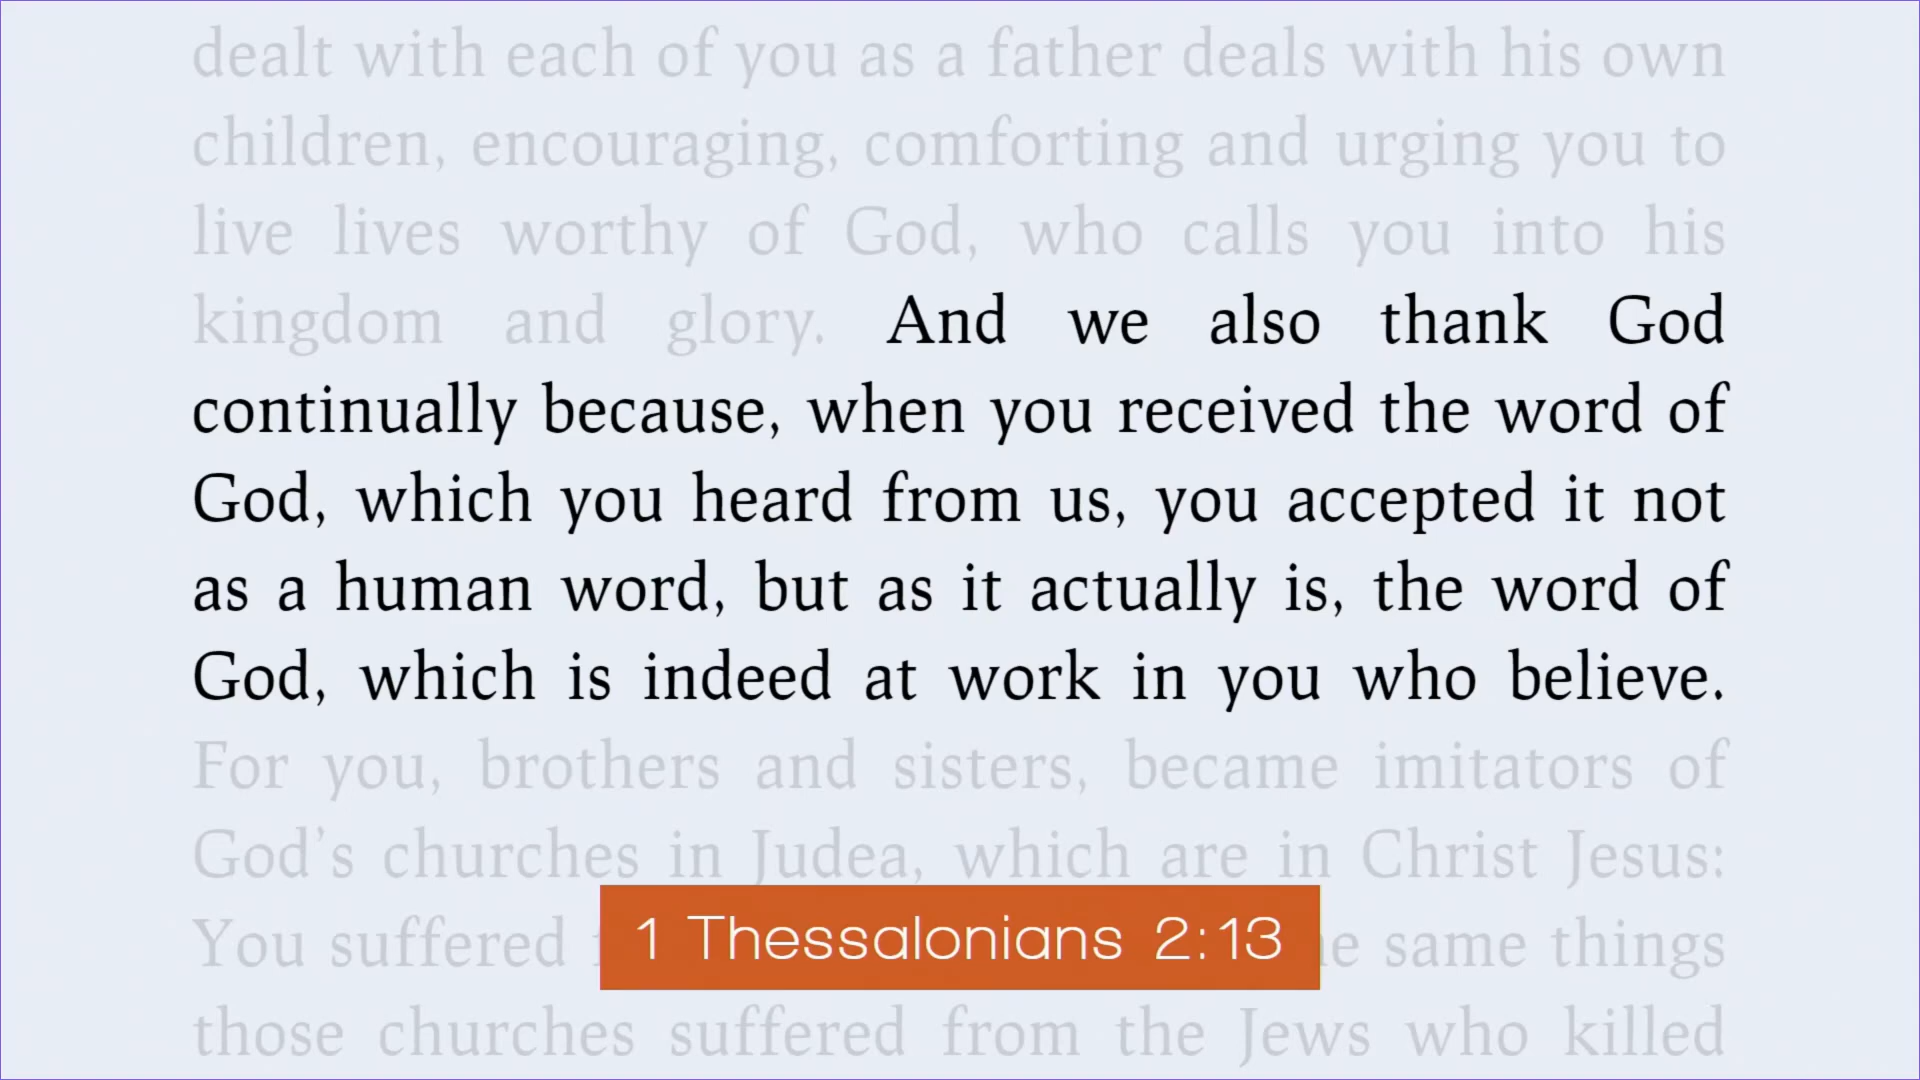 dealt with each of you as a father deals with his own
children, encouraging, comforting and urging you to
live lives worthy of God, who calls you into his
kingdom and glory. And we also thank God
continually because, when you received the word of
God, which you heard from us, you accepted it not
as a human word, but as it actually is, the word of
God, which is indeed at work in you who believe.
For you, brothers and sisters, became imitators of
God’s churches in Judea, which are in Christ Jesus:
You suffered same things
1 Thessalonians 2:13
those churches suffered from the Jews who killed